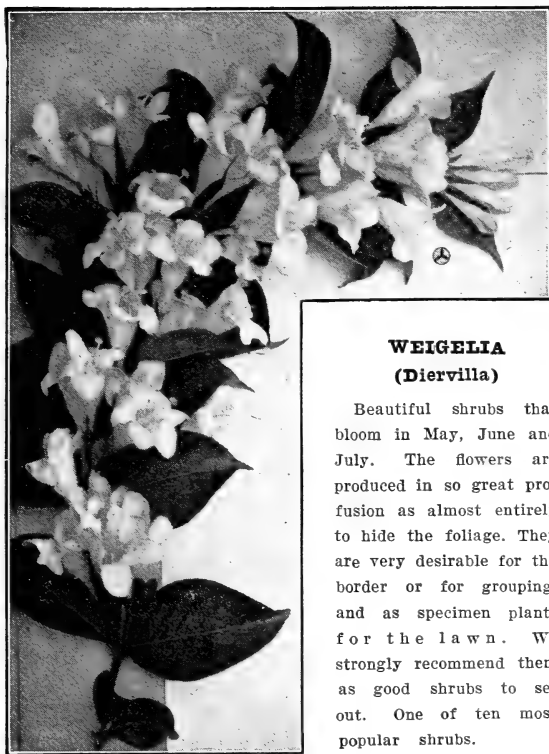 WEIGELIA
(Diervilla)
Beautiful shrubs tha
bloom in May, June an
July. The flowers ar
produced in so great pro
fusion as almost entirel
to hide the foliage. The
are very desirable for th
border or for grouping
and as specimen plant
for the lawn. W
strongly recommend then
as good shrubs to se
out. One of ten mos
popular shrubs.